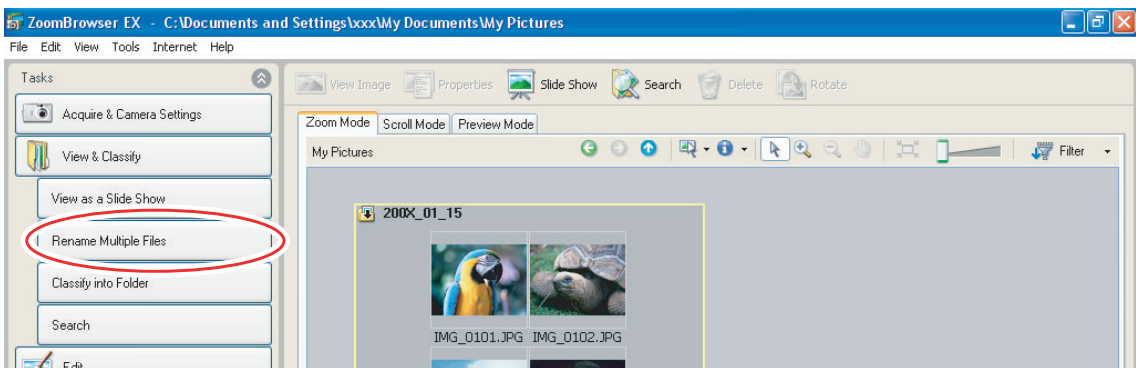 ZoomBrowser EX - C:\Documents and Settings\xxx\My Documents\My Pictures
File Edit View Tools Internet Help
Tasks
Acquire & Camera Settings
View & Classify
View as a Slide Show
Rename Multiple Files
Classify into Folder
Search
Edit
View Image Properties Slide Show Search Delete Rotate
Zoom Mode Scroll Mode Preview Mode
My Pictures Filter
200X_01_15
IMG_0101.JPG IMG_0102.JPG